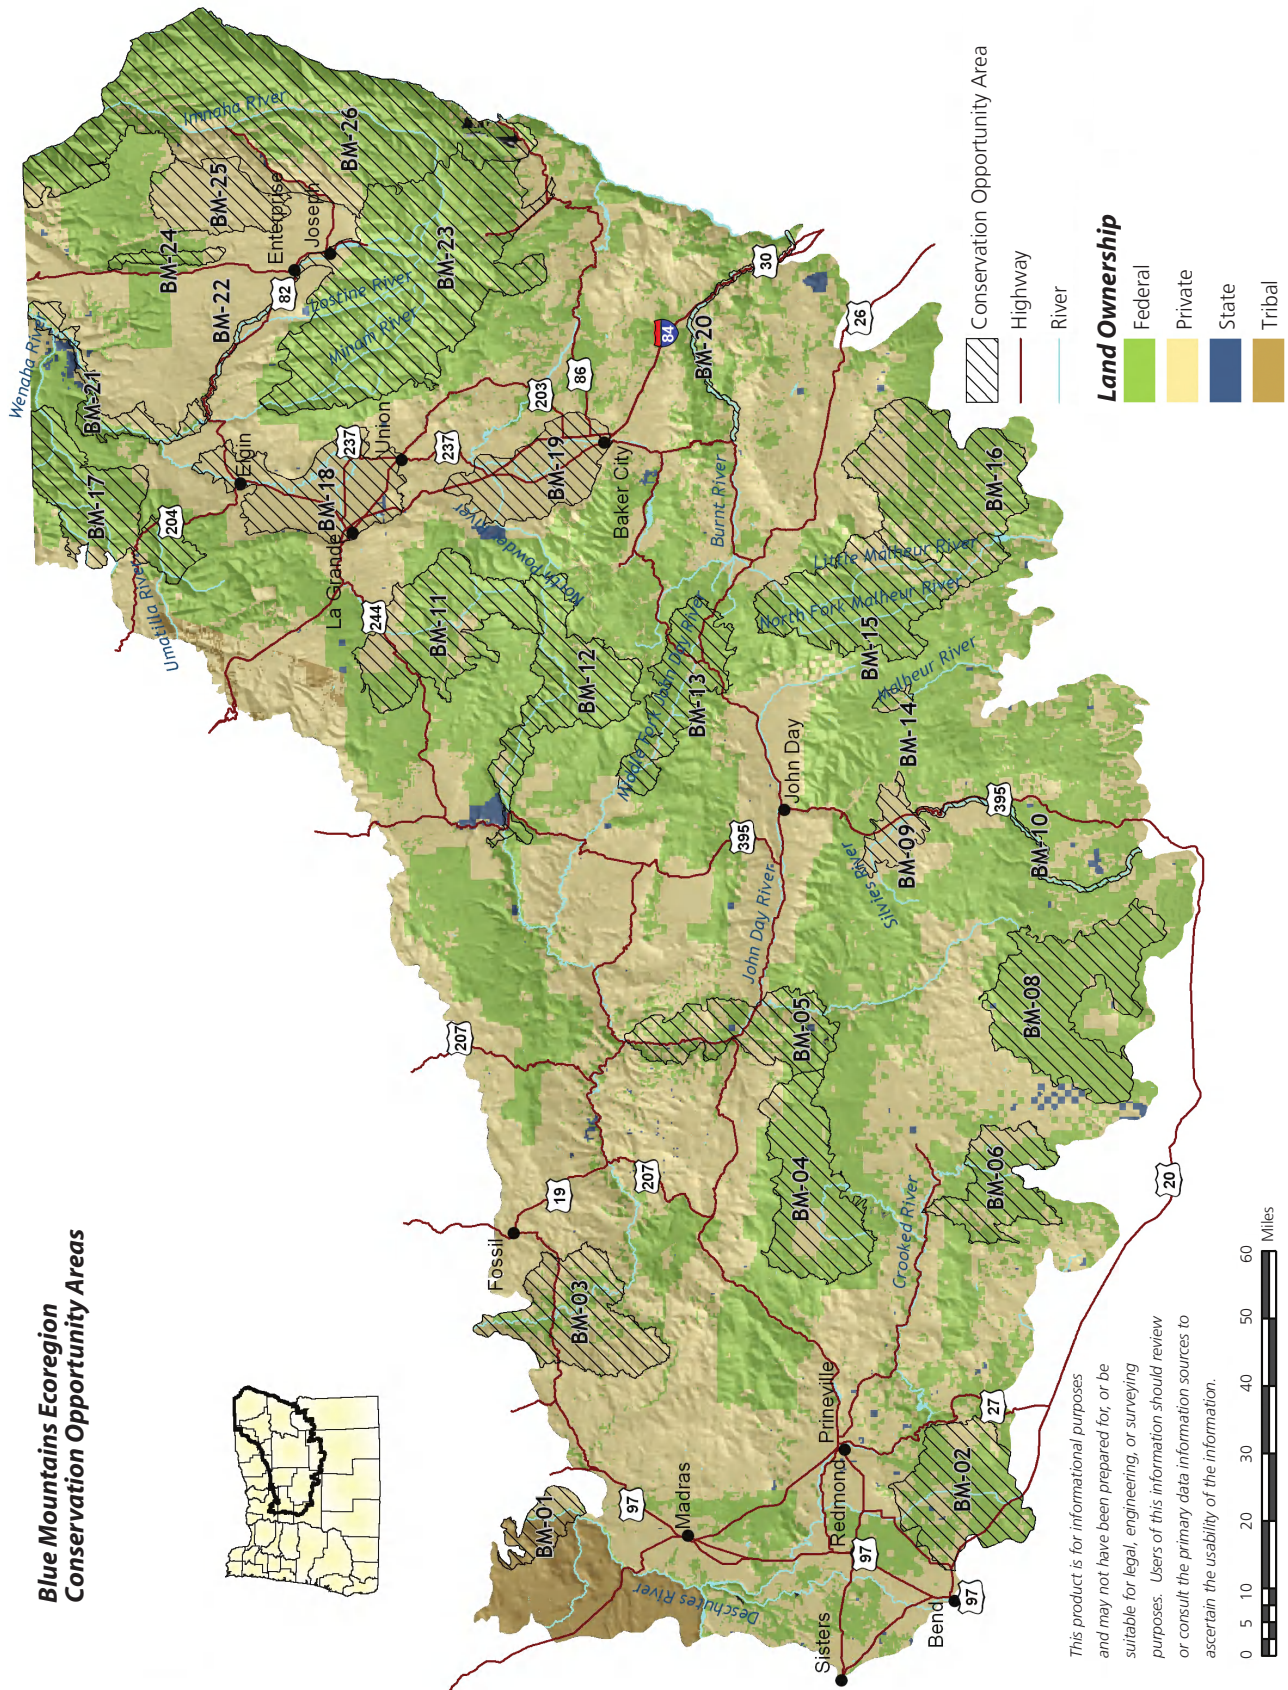 Blue Mountains Ecoregion
Conservation Opportunity Areas
Wenaha River
BM-21
BM-17
204
Umatilla River
Elgin
BM-24
BM-22
82
BM-25
Enterprise
Joseph
Imnaha River
BM-26
Lostine River
Minam River
BM-23
BM-18
237
Union
237
La Grande
244
BM-11
North Powder River
BM-19
203
86
Baker City
84
BM-20
30
26
Burnt River
BM-12
Middle Fork John Day River
BM-13
Little Malheur River
North Fork Malheur River
BM-16
BM-15
Malheur River
BM-14
John Day
395
John Day River
Silvies River
BM-09
395
BM-10
BM-08
BM-05
207
Fossil
19
207
BM-04
BM-03
Crooked River
BM-06
20
BM-01
97
Madras
Prineville
Redmond
27
BM-02
97
Deschutes River
Sisters
Bend
97
Conservation Opportunity Area
Highway
River
Land Ownership
Federal
Private
State
Tribal
This product is for informational purposes
and may not have been prepared for, or be
suitable for legal, engineering, or surveying
purposes. Users of this information should review
or consult the primary data information sources to
ascertain the usability of the information.
0 5 10 20 30 40 50 60
Miles